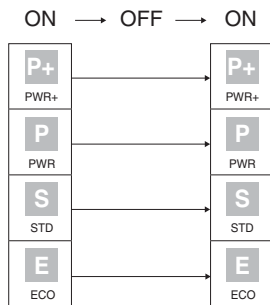 ON → OFF → ON
P+ P+
PWR+ PWR+
P P
PWR PWR
S S
STD STD
E E
ECO ECO